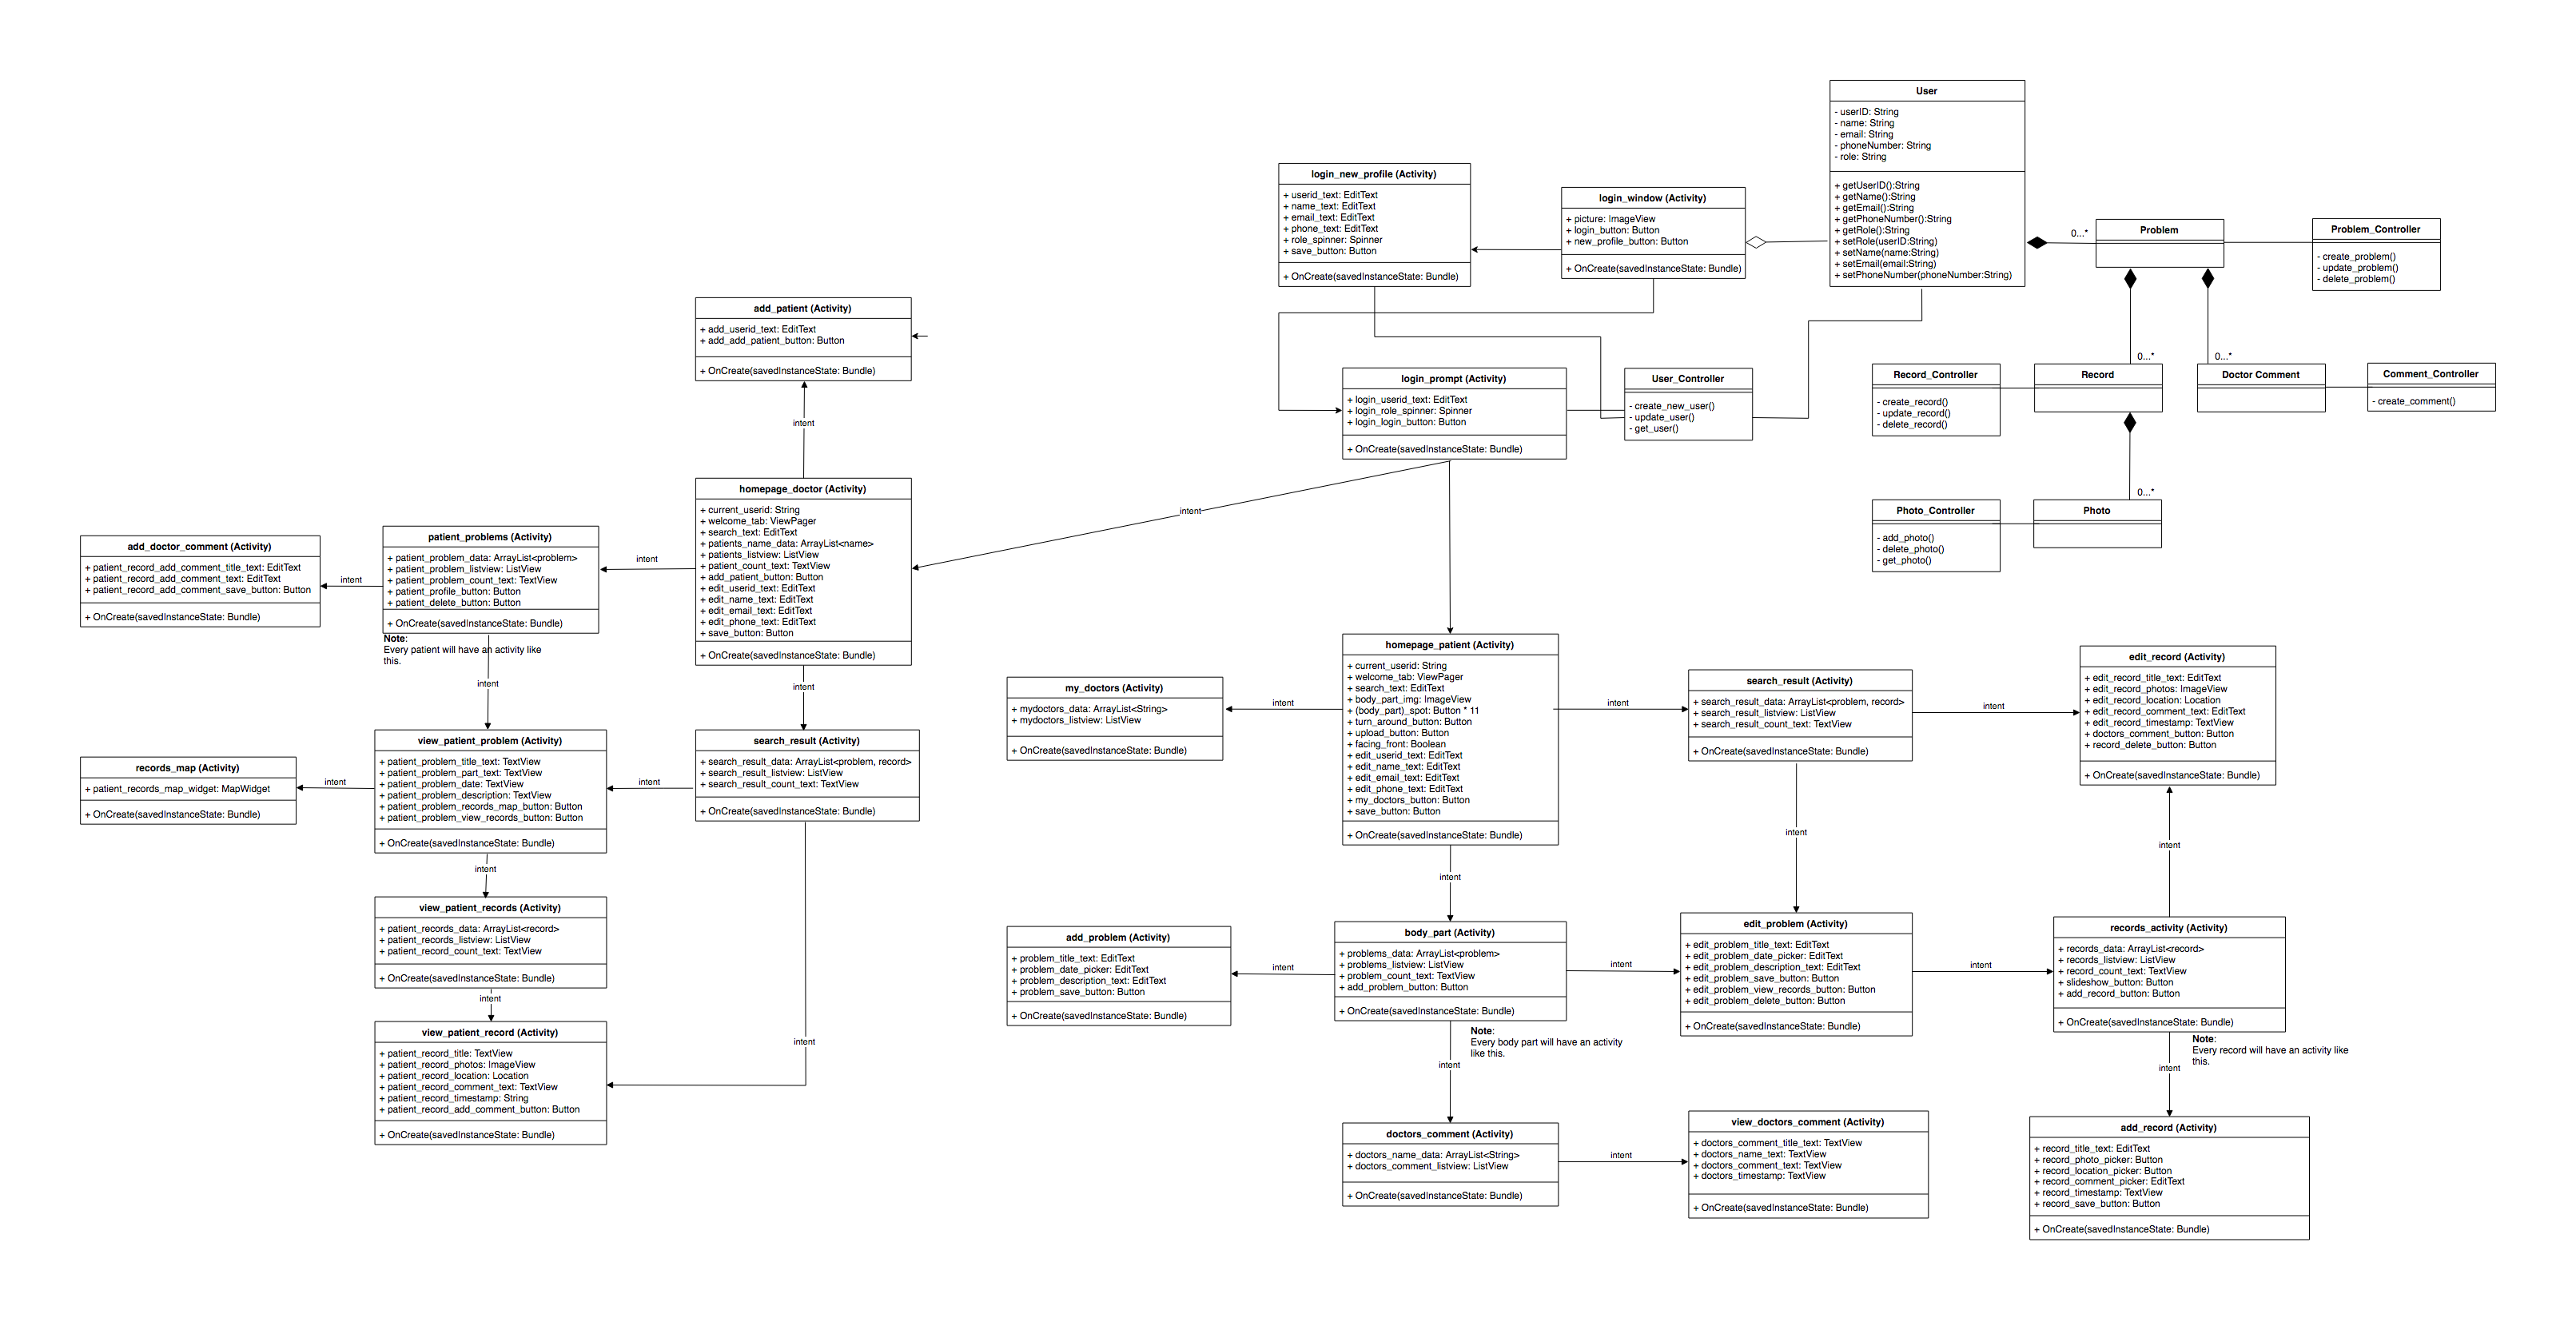 User
- userID: String
- name: String
- email: String
- phoneNumber: String
- role: String
+ getUserID():String
+ getName():String
+ getEmail():String
+ getPhoneNumber():String
+ getRole():String
+ setRole(userID:String)
+ setName(name:String)
+ setEmail(email:String)
+ setPhoneNumber(phoneNumber:String)
login_new_profile (Activity)
+ userid_text: EditText
+ name_text: EditText
+ email_text: EditText
+ phone_text: EditText
+ role_spinner: Spinner
+ save_button: Button
+ OnCreate(savedInstanceState: Bundle)
login_window (Activity)
+ picture: ImageView
+ login_button: Button
+ new_profile_button: Button
+ OnCreate(savedInstanceState: Bundle)
0...*
Problem
Problem_Controller
- create_problem()
- update_problem()
- delete_problem()
add_patient (Activity)
+ add_userid_text: EditText
+ add_add_patient_button: Button
+ OnCreate(savedInstanceState: Bundle)
intent
login_prompt (Activity)
+ login_userid_text: EditText
+ login_role_spinner: Spinner
+ login_login_button: Button
+ OnCreate(savedInstanceState: Bundle)
User_Controller
- create_new_user()
- update_user()
- get_user()
0...*
0...*
Record_Controller
- create_record()
- update_record()
- delete_record()
Record
Doctor Comment
Comment_Controller
- create_comment()
0...*
Photo_Controller
- add_photo()
- delete_photo()
- get_photo()
Photo
intent
homepage_doctor (Activity)
+ current_userid: String
+ welcome_tab: ViewPager
+ search_text: EditText
+ patients_name_data: ArrayList<name>
+ patients_listview: ListView
+ patient_count_text: TextView
+ add_patient_button: Button
+ edit_userid_text: EditText
+ edit_name_text: EditText
+ edit_email_text: EditText
+ edit_phone_text: EditText
+ save_button: Button
+ OnCreate(savedInstanceState: Bundle)
intent
patient_problems (Activity)
+ patient_problem_data: ArrayList<problem>
+ patient_problem_listview: ListView
+ patient_problem_count_text: TextView
+ patient_profile_button: Button
+ patient_delete_button: Button
+ OnCreate(savedInstanceState: Bundle)
Note:
Every patient will have an activity like
this.
intent
add_doctor_comment (Activity)
+ patient_record_add_comment_title_text: EditText
+ patient_record_add_comment_text: EditText
+ patient_record_add_comment_save_button: Button
+ OnCreate(savedInstanceState: Bundle)
intent
intent
view_patient_problem (Activity)
+ patient_problem_title_text: TextView
+ patient_problem_part_text: TextView
+ patient_problem_date: TextView
+ patient_problem_description: TextView
+ patient_problem_records_map_button: Button
+ patient_problem_view_records_button: Button
+ OnCreate(savedInstanceState: Bundle)
intent
records_map (Activity)
+ patient_records_map_widget: MapWidget
+ OnCreate(savedInstanceState: Bundle)
intent
search_result (Activity)
+ search_result_data: ArrayList<problem, record>
+ search_result_listview: ListView
+ search_result_count_text: TextView
+ OnCreate(savedInstanceState: Bundle)
intent
view_patient_records (Activity)
+ patient_records_data: ArrayList<record>
+ patient_records_listview: ListView
+ patient_record_count_text: TextView
+ OnCreate(savedInstanceState: Bundle)
intent
view_patient_record (Activity)
+ patient_record_title: TextView
+ patient_record_photos: ImageView
+ patient_record_location: Location
+ patient_record_comment_text: TextView
+ patient_record_timestamp: String
+ patient_record_add_comment_button: Button
+ OnCreate(savedInstanceState: Bundle)
intent
homepage_patient (Activity)
+ current_userid: String
+ welcome_tab: ViewPager
+ search_text: EditText
+ body_part_img: ImageView
+ (body_part)_spot: Button * 11
+ turn_around_button: Button
+ upload_button: Button
+ facing_front: Boolean
+ edit_userid_text: EditText
+ edit_name_text: EditText
+ edit_email_text: EditText
+ edit_phone_text: EditText
+ my_doctors_button: Button
+ save_button: Button
+ OnCreate(savedInstanceState: Bundle)
intent
my_doctors (Activity)
+ mydoctors_data: ArrayList<String>
+ mydoctors_listview: ListView
+ OnCreate(savedInstanceState: Bundle)
intent
search_result (Activity)
+ search_result_data: ArrayList<problem, record>
+ search_result_listview: ListView
+ search_result_count_text: TextView
+ OnCreate(savedInstanceState: Bundle)
intent
edit_record (Activity)
+ edit_record_title_text: EditText
+ edit_record_photos: ImageView
+ edit_record_location: Location
+ edit_record_comment_text: EditText
+ edit_record_timestamp: TextView
+ doctors_comment_button: Button
+ record_delete_button: Button
+ OnCreate(savedInstanceState: Bundle)
intent
intent
intent
add_problem (Activity)
+ problem_title_text: EditText
+ problem_date_picker: EditText
+ problem_description_text: EditText
+ problem_save_button: Button
+ OnCreate(savedInstanceState: Bundle)
intent
body_part (Activity)
+ problems_data: ArrayList<problem>
+ problems_listview: ListView
+ problem_count_text: TextView
+ add_problem_button: Button
+ OnCreate(savedInstanceState: Bundle)
Note:
Every body part will have an activity
like this.
intent
intent
edit_problem (Activity)
+ edit_problem_title_text: EditText
+ edit_problem_date_picker: EditText
+ edit_problem_description_text: EditText
+ edit_problem_save_button: Button
+ edit_problem_view_records_button: Button
+ edit_problem_delete_button: Button
+ OnCreate(savedInstanceState: Bundle)
intent
records_activity (Activity)
+ records_data: ArrayList<record>
+ records_listview: ListView
+ record_count_text: TextView
+ slideshow_button: Button
+ add_record_button: Button
+ OnCreate(savedInstanceState: Bundle)
Note:
Every record will have an activity like
this.
intent
doctors_comment (Activity)
+ doctors_name_data: ArrayList<String>
+ doctors_comment_listview: ListView
+ OnCreate(savedInstanceState: Bundle)
intent
view_doctors_comment (Activity)
+ doctors_comment_title_text: TextView
+ doctors_name_text: TextView
+ doctors_comment_text: TextView
+ doctors_timestamp: TextView
+ OnCreate(savedInstanceState: Bundle)
add_record (Activity)
+ record_title_text: EditText
+ record_photo_picker: Button
+ record_location_picker: Button
+ record_comment_picker: EditText
+ record_timestamp: TextView
+ record_save_button: Button
+ OnCreate(savedInstanceState: Bundle)